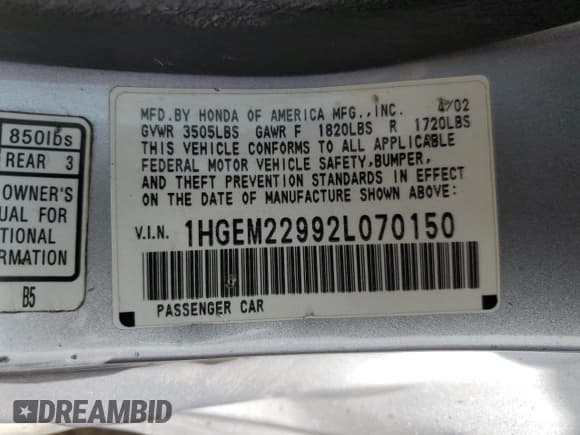 MFD.BY HONDA OF AMERICA MFG.,INC. 4/02
GVWR 3505LBS GAWR F 1820LBS R 1720LBS
THIS VEHICLE CONFORMS TO ALL APPLICABLE
FEDERAL MOTOR VEHICLE SAFETY,BUMPER,
AND THEFT PREVENTION STANDARDS IN EFFECT
ON THE DATE OF MANUFACTURE SHOWN ABOVE:
V.I.N. 1HGEM22992L070150
PASSENGER CAR
850lbs
REAR 3
OWNER'S
UAL FOR
TIONAL
RMATION
B5
DREAMBID